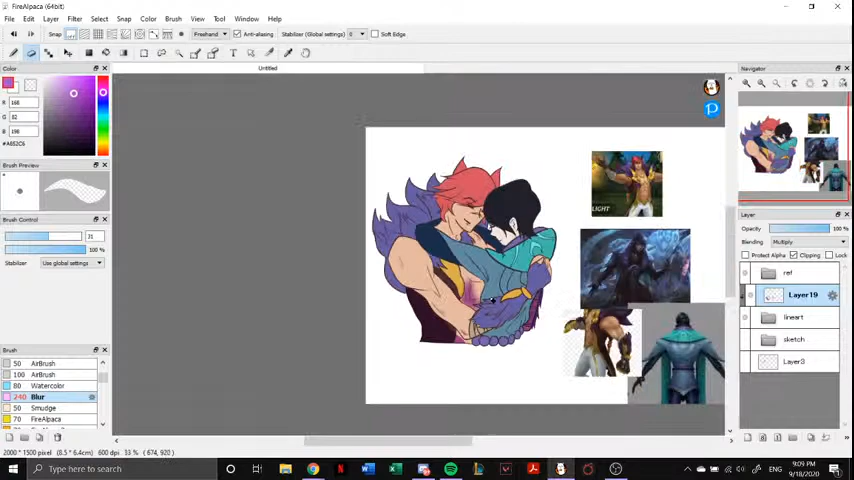 FireAlpaca (64bit)
File Edit Layer Filter Select Snap Color Brush View Tool Window Help
Snap Freehand Anti-aliasing Stabilizer (Global settings) 0 Soft Edge
Untitled
Color
R 168
G 82
B 198
#A852C6
Brush Preview
Brush Control
31
100 %
Stabilizer Use global settings
Brush
50 AirBrush
100 AirBrush
80 Watercolor
240 Blur
50 Smudge
70 FireAlpaca
2000 * 1500 pixel (8.5 * 6.4cm) 600 dpi 33 % ( 674, 920 )
LIGHT
Navigator
Layer
Opacity 100 %
Blending Multiply
Protect Alpha Clipping Lock
ref
Layer19
lineart
sketch
Layer3
Type here to search
ENG
9:09 PM
9/18/2020